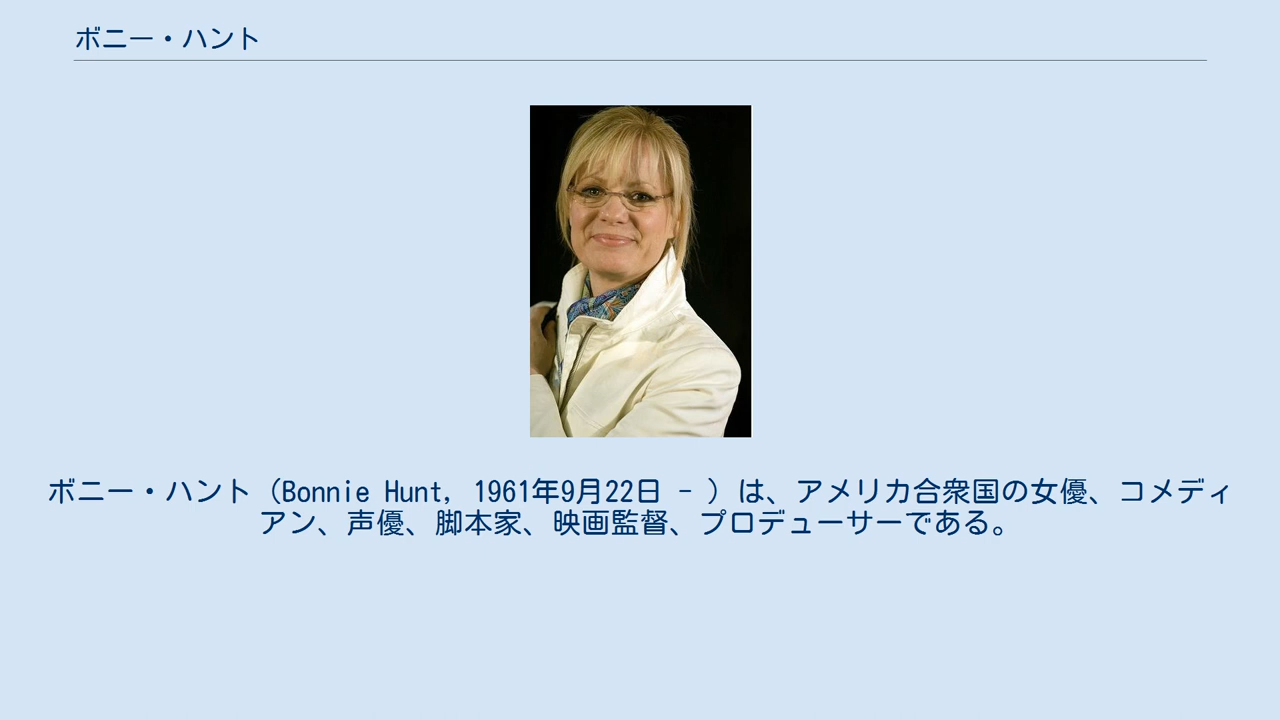 ボニー・ハント
ボニー・ハント（Bonnie Hunt, 1961年9月22日 - ）は、アメリカ合衆国の女優、コメディ
アン、声優、脚本家、映画監督、プロデューサーである。